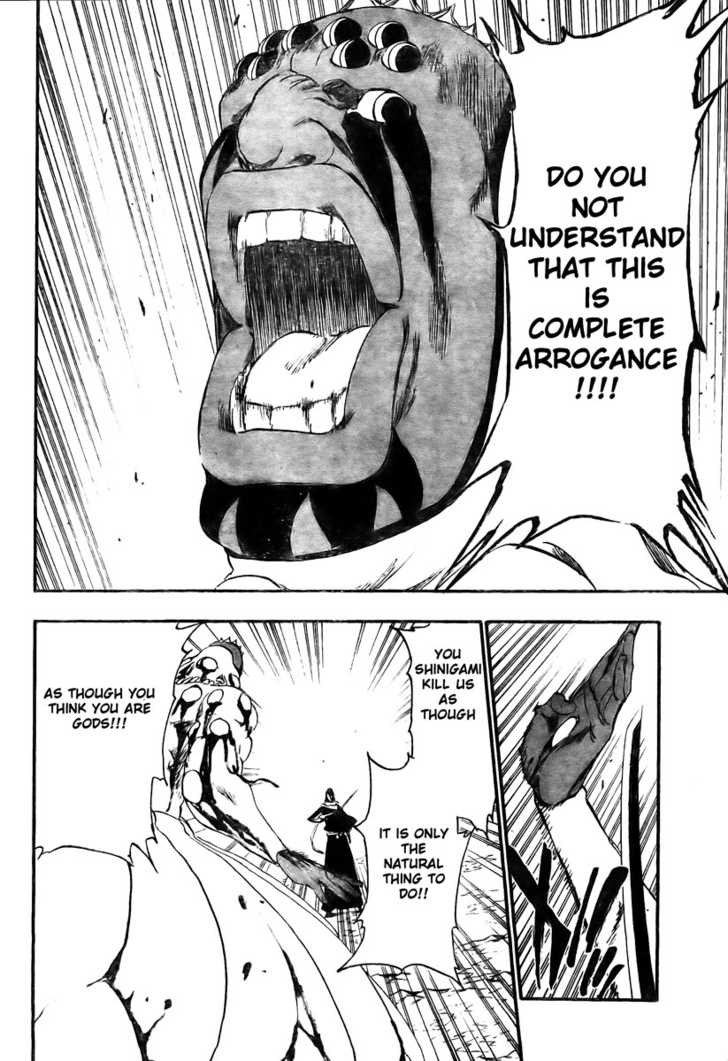 DO YOU
NOT
UNDERSTAND
THAT THIS
IS
COMPLETE
ARROGANCE
!!!!
YOU
SHINIGAMI
KILL US
AS
THOUGH
IT IS ONLY
THE
NATURAL
THING TO
DO!!
AS THOUGH YOU
THINK YOU ARE
GODS!!!